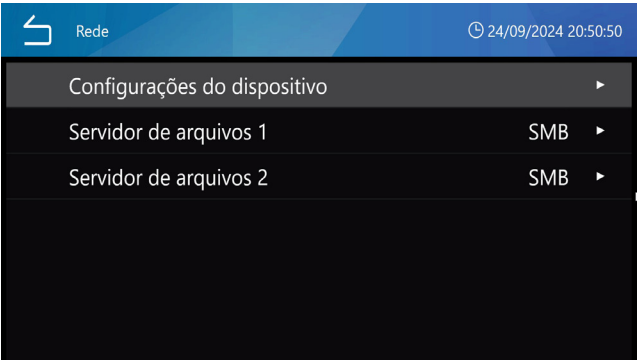 Rede 24/09/2024 20:50:50
Configurações do dispositivo
Servidor de arquivos 1 SMB
Servidor de arquivos 2 SMB